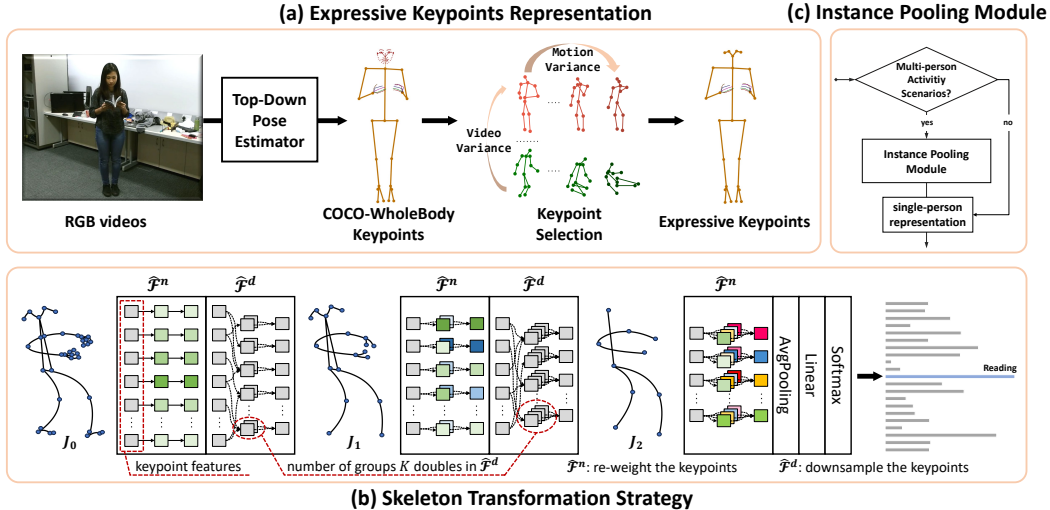 (a) Expressive Keypoints Representation
(c) Instance Pooling Module
Top-Down
Pose
Estimator
Motion
Variance
Video
Variance
....
.......
....
RGB videos
COCO-WholeBody
Keypoints
Keypoint
Selection
Expressive Keypoints
Multi-person
Activitiy
Scenarios?
yes
no
Instance Pooling
Module
single-person
representation
F̂ⁿ
F̂ᵈ
F̂ⁿ
F̂ᵈ
F̂ⁿ
J₀
J₁
J₂
AvgPooling
Linear
Softmax
Reading
keypoint features
number of groups K doubles in F̂ᵈ
F̂ⁿ: re-weight the keypoints
F̂ᵈ: downsample the keypoints
(b) Skeleton Transformation Strategy